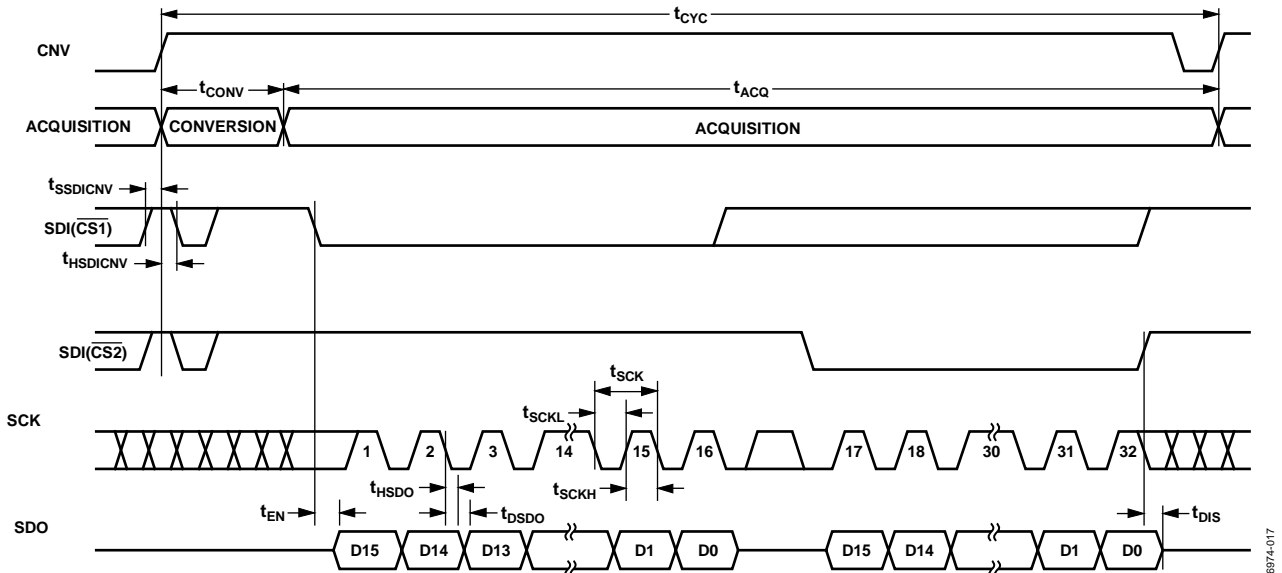 tCYC
CNV
tCONV
tACQ
ACQUISITION
CONVERSION
ACQUISITION
tSSDICNV
SDI(CS1)
tHSDICNV
SDI(CS2)
tSCK
tSCKL
SCK
1 2 3 14 15 16 17 18 30 31 32
tHSDO
tSCKH
tEN
tDSDO
tDIS
SDO
D15 D14 D13 D1 D0 D15 D14 D1 D0
6974-017